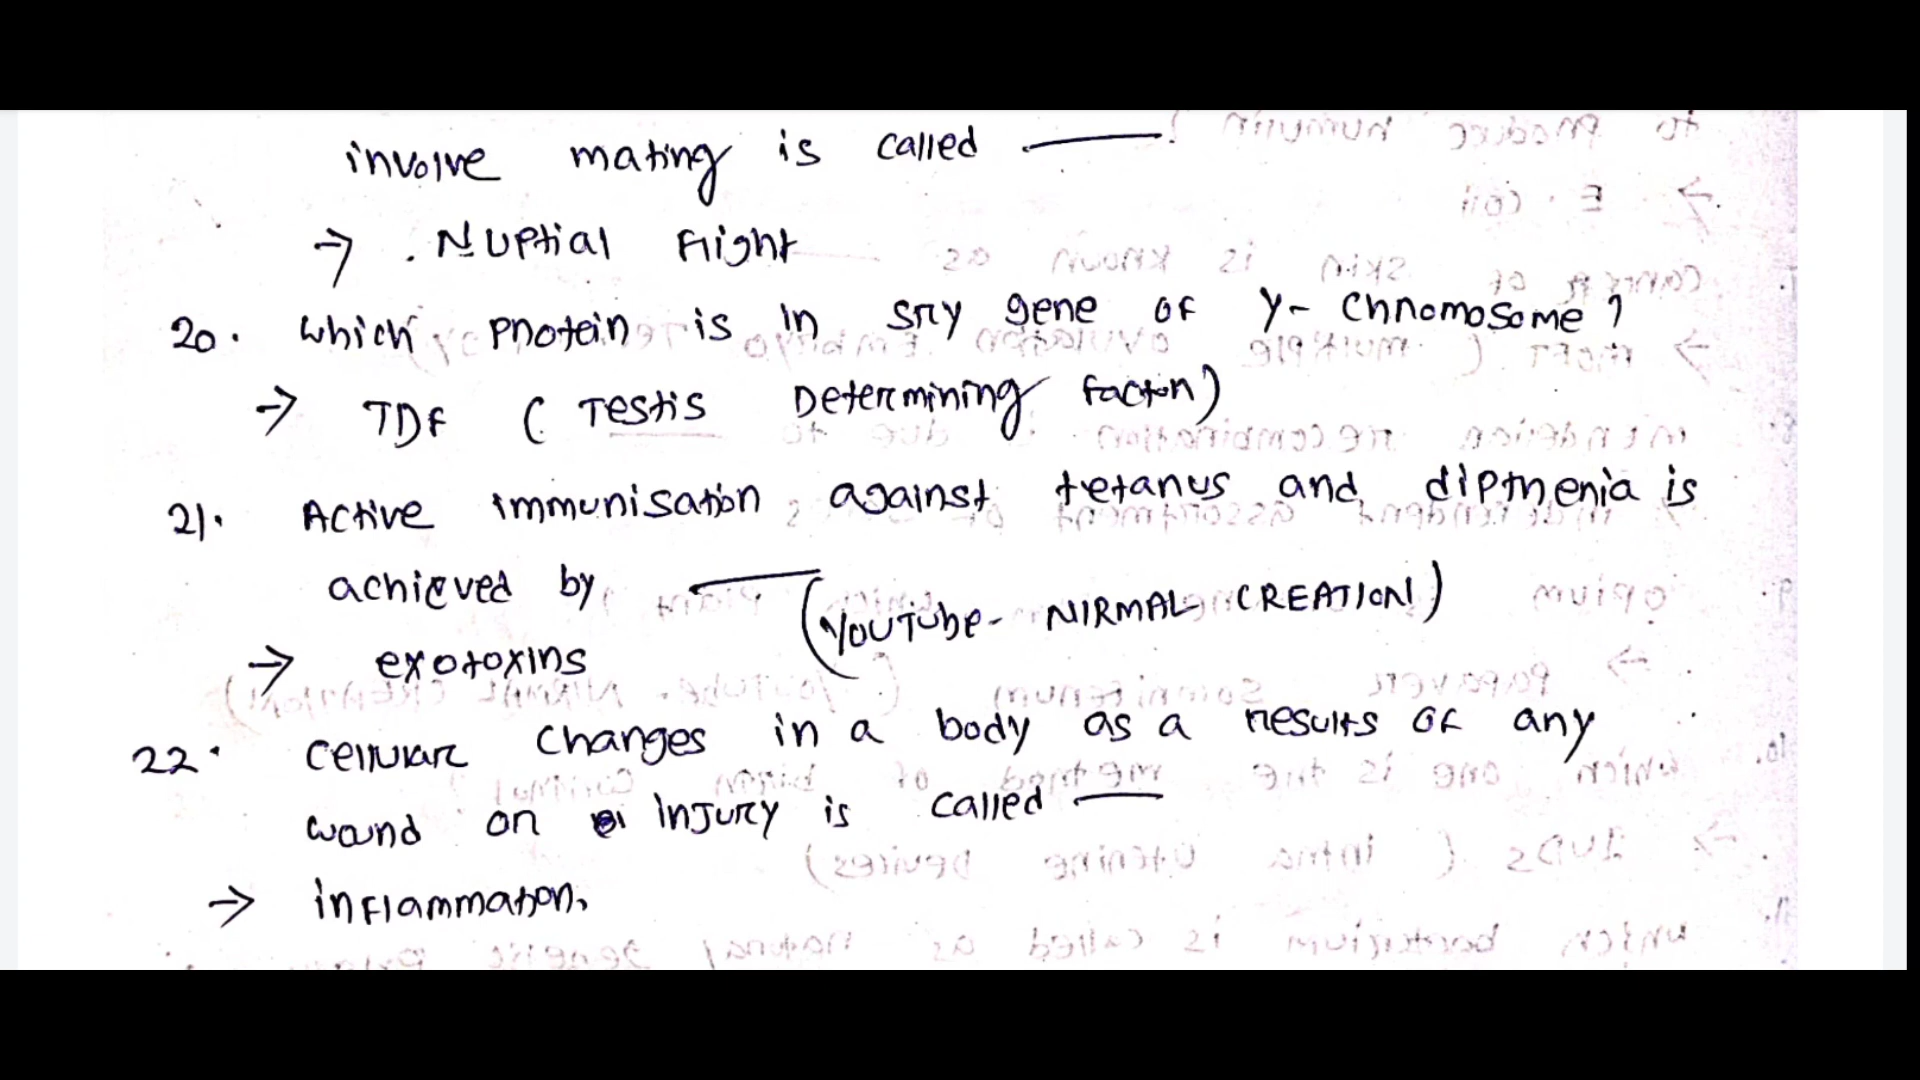 involve mating is called ——!
→ . Nuptial Flight
20. which protein is in SRY gene of Y- Chromosome ?
→ TDF ( Testis Determining factor)
21. Active immunisation against tetanus and diptheria is
achieved by —— (YOUTUBE- NIRMAL CREATION)
→ exotoxins
22. cellular changes in a body as a results of any
wound or injury is called ——
→ inflammation.